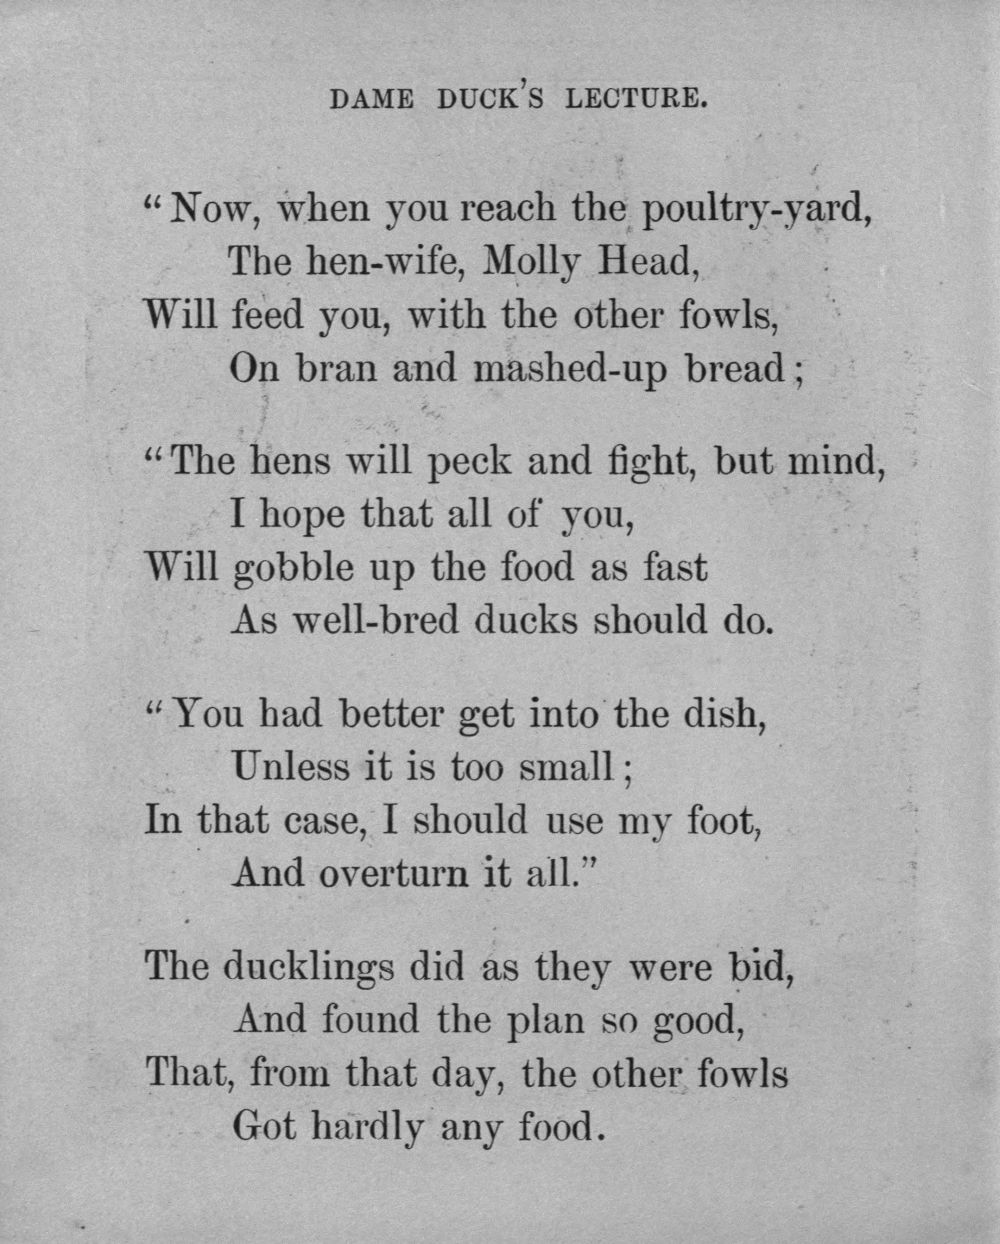 DAME DUCK'S LECTURE.
“Now, when you reach the poultry-yard,
The hen-wife, Molly Head,
Will feed you, with the other fowls,
On bran and mashed-up bread;
“The hens will peck and fight, but mind,
I hope that all of you,
Will gobble up the food as fast
As well-bred ducks should do.
“You had better get into the dish,
Unless it is too small;
In that case, I should use my foot,
And overturn it all.”
The ducklings did as they were bid,
And found the plan so good,
That, from that day, the other fowls
Got hardly any food.